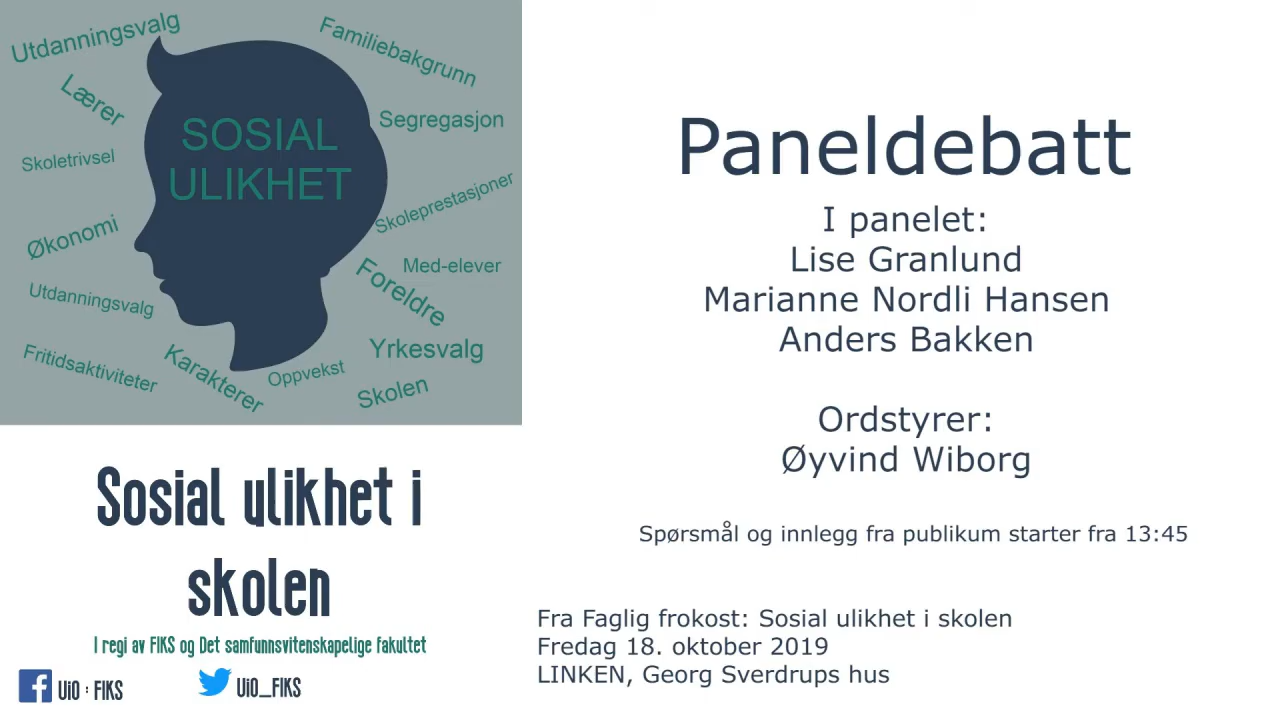 Utdanningsvalg
Familiebakgrunn
Lærer
SOSIAL
ULIKHET
Segregasjon
Skoletrivsel
Skoleprestasjoner
Økonomi
Med-elever
Foreldre
Utdanningsvalg
Yrkesvalg
Fritidsaktiviteter
Karakterer
Oppvekst
Skolen
Sosial ulikhet i
skolen
I regi av FIKS og Det samfunnsvitenskapelige fakultet
UiO : FIKS
UiO_FIKS
Paneldebatt
I panelet:
Lise Granlund
Marianne Nordli Hansen
Anders Bakken
Ordstyrer:
Øyvind Wiborg
Spørsmål og innlegg fra publikum starter fra 13:45
Fra Faglig frokost: Sosial ulikhet i skolen
Fredag 18. oktober 2019
LINKEN, Georg Sverdrups hus